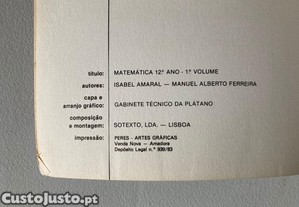 título: MATEMÁTICA 12º ANO - 1º VOLUME
autores: ISABEL AMARAL — MANUEL ALBERTO FERREIRA
capa e
arranjo gráfico: GABINETE TÉCNICO DA PLÁTANO
composição
e montagem: SOTEXTO, LDA. — LISBOA
impressão: PERES - ARTES GRÁFICAS
Venda Nova — Amadora
Depósito Legal n.º 939/83
CustoJusto.pt